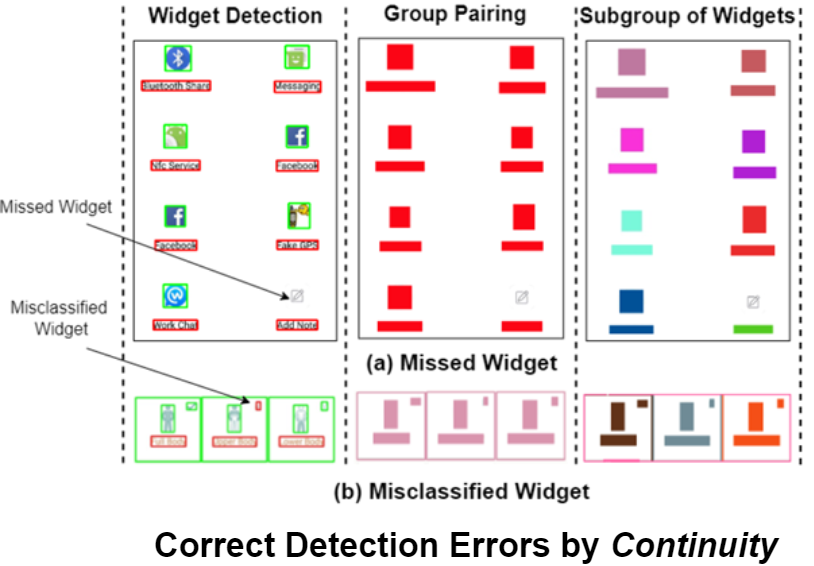 Widget Detection
Group Pairing
Subgroup of Widgets
Bluetooth Share
Messaging
Nfc Service
Facebook
Missed Widget
Facebook
Fake GPS
Misclassified
Widget
Work Chat
Add Note
(a) Missed Widget
Full Body
Upper Body
Lower Body
(b) Misclassified Widget
Correct Detection Errors by Continuity